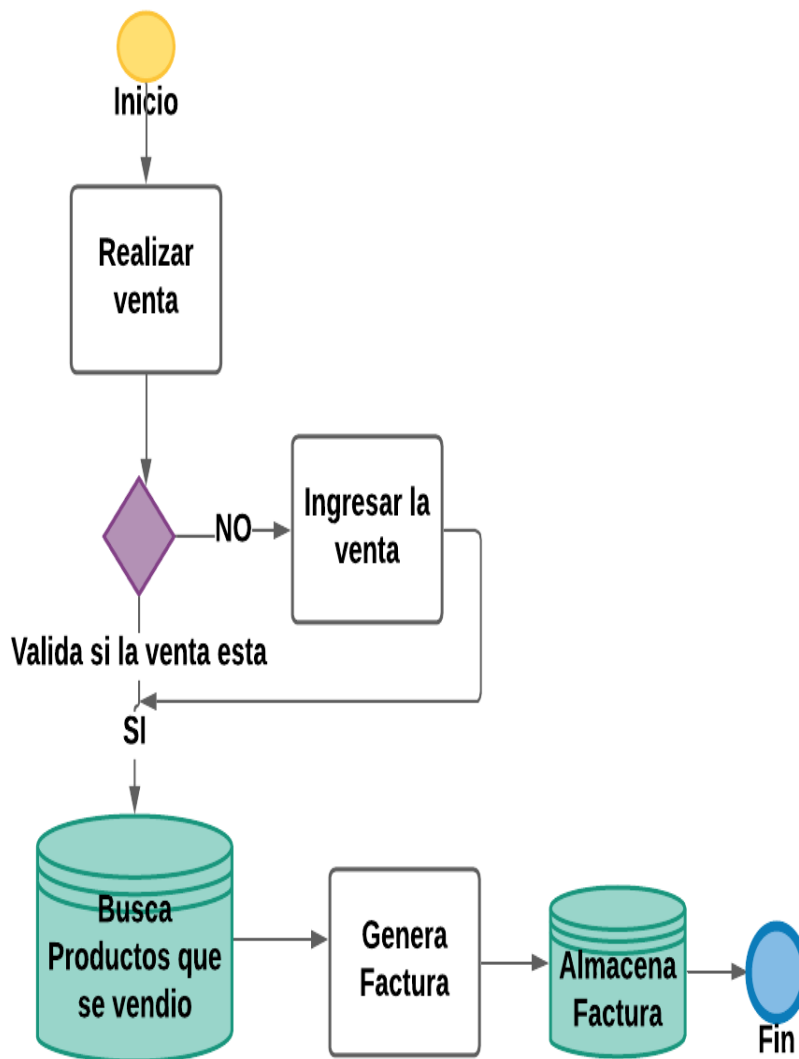 Inicio
Realizar
venta
NO
Ingresar la
venta
Valida si la venta esta
SI
Busca
Productos que
se vendio
Genera
Factura
Almacena
Factura
Fin